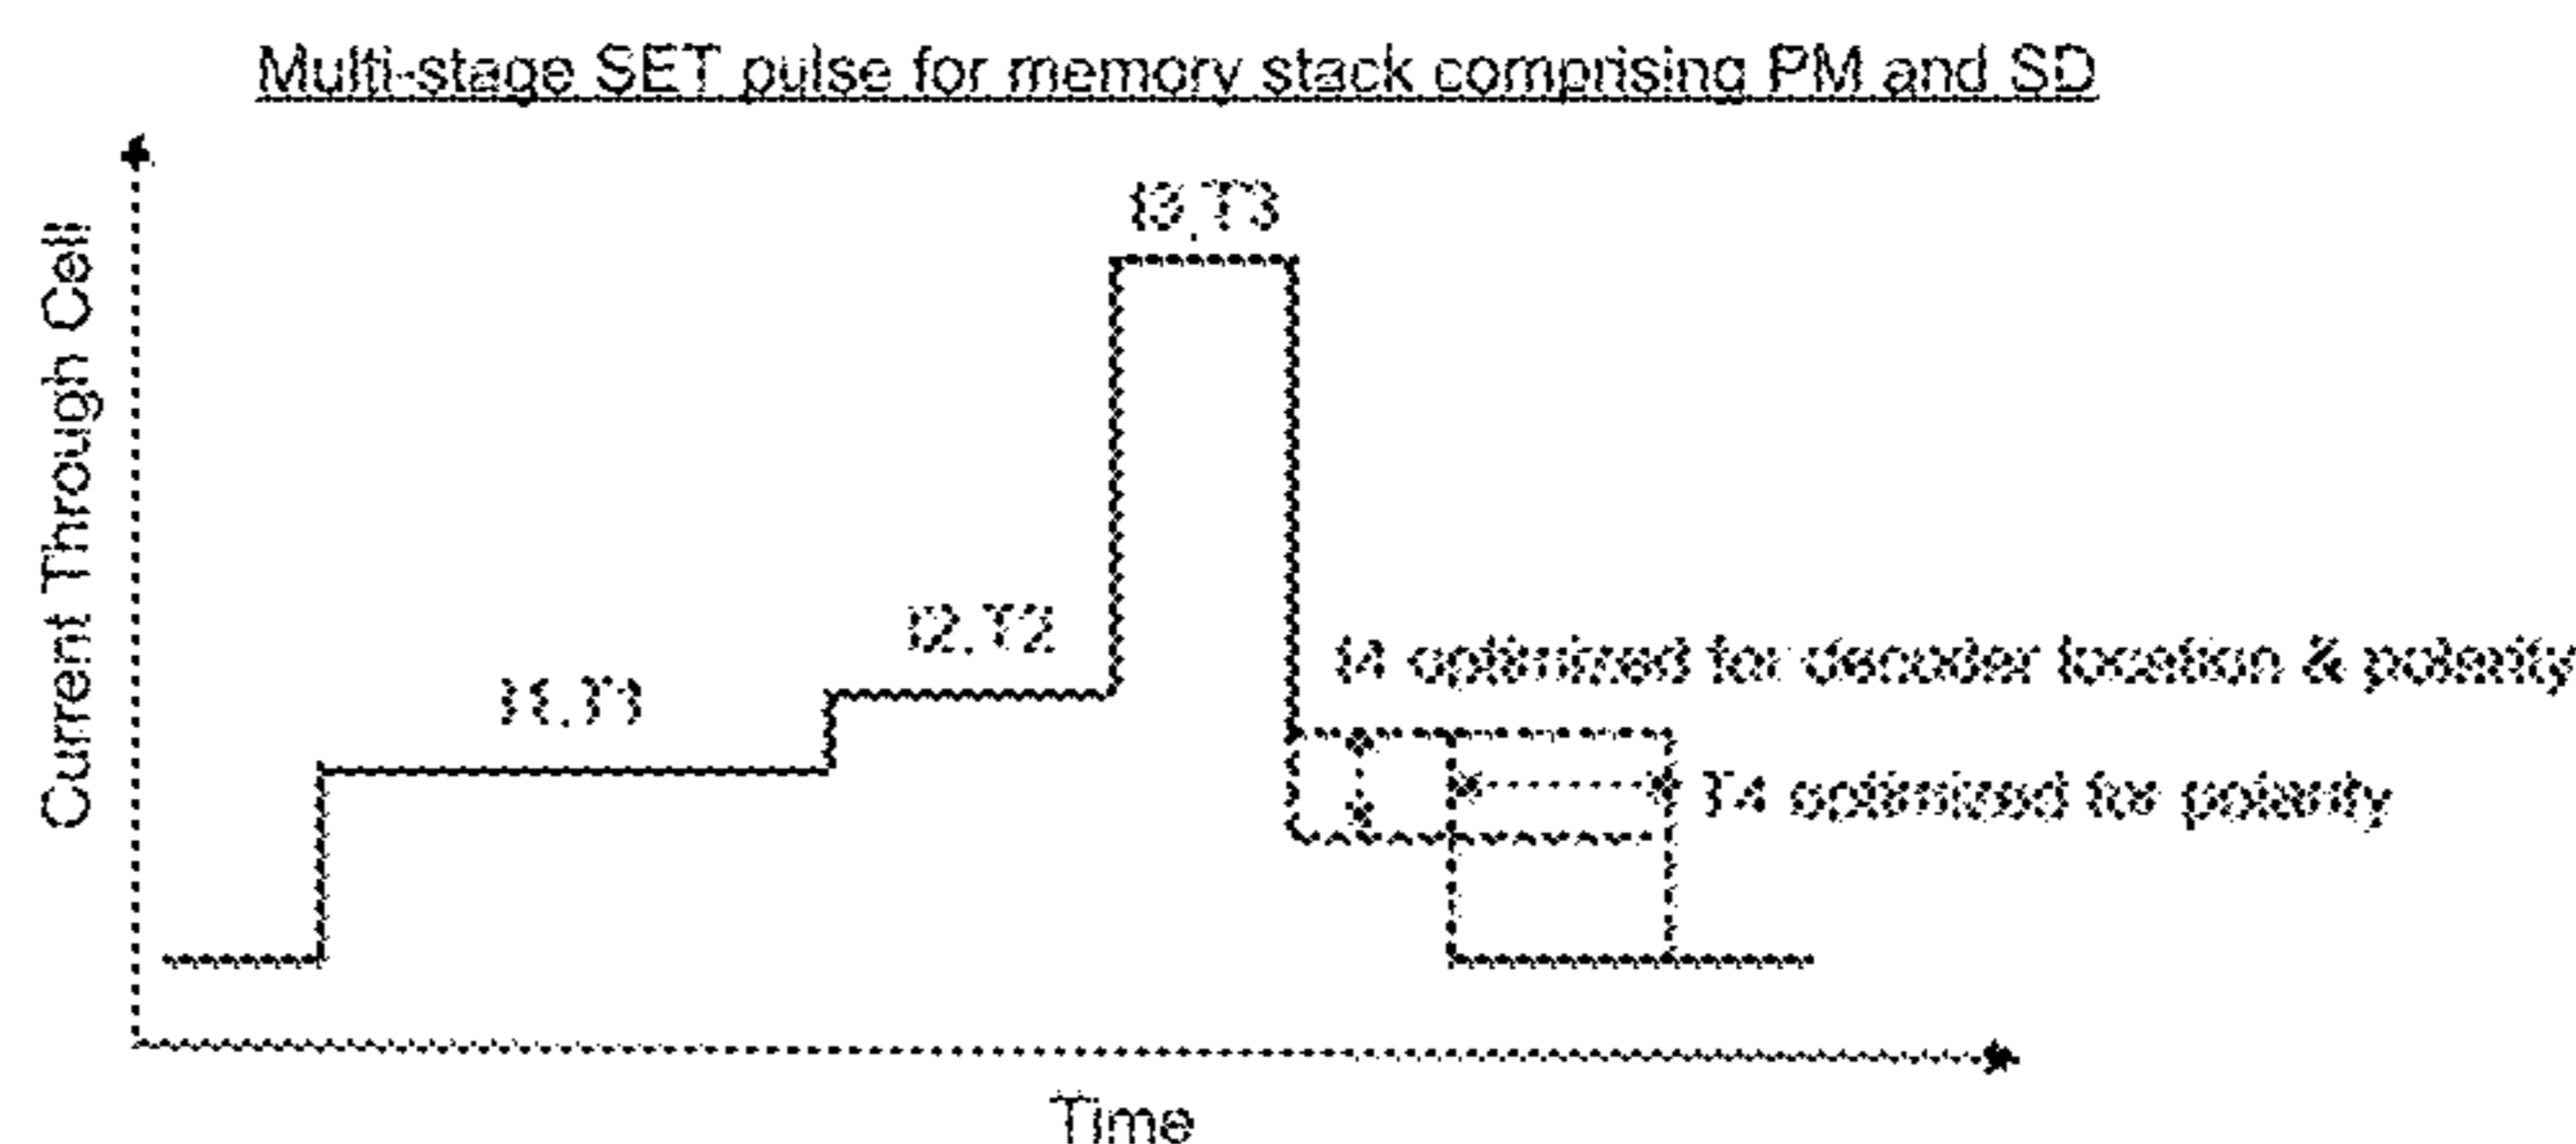 Multi-stage SET pulse for memory stack comprising PM and SD
Current Through Cell
I3,T3
I2,T2
I1,T1
I4 optimized for decoder location & polarity
T4 optimized for polarity
Time